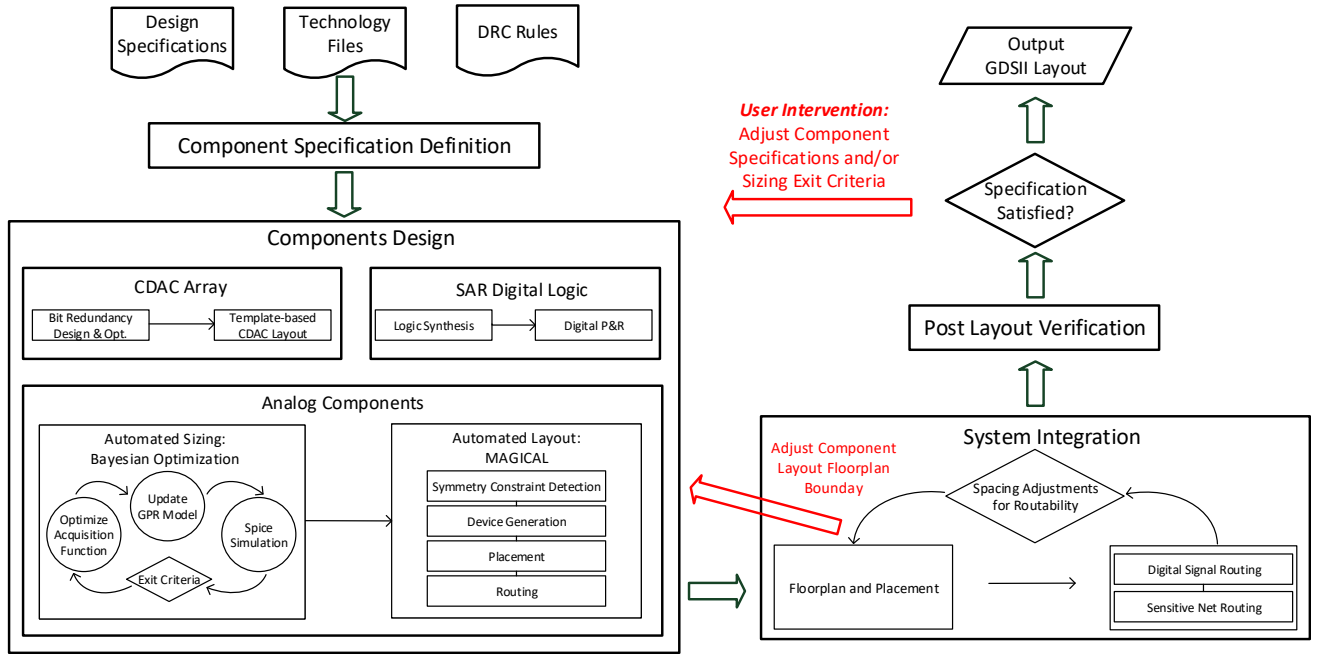 Design
Specifications
Technology
Files
DRC Rules
Component Specification Definition
Components Design
CDAC Array
Bit Redundancy
Design & Opt.
Template-based
CDAC Layout
SAR Digital Logic
Logic Synthesis
Digital P&R
Analog Components
Automated Sizing:
Bayesian Optimization
Update
GPR Model
Optimize
Acquisition
Function
Spice
Simulation
Exit Criteria
Automated Layout:
MAGICAL
Symmetry Constraint Detection
Device Generation
Placement
Routing
Output
GDSII Layout
User Intervention:
Adjust Component
Specifications and/or
Sizing Exit Criteria
Specification
Satisfied?
Post Layout Verification
System Integration
Adjust Component
Layout Floorplan
Bounday
Spacing Adjustments
for Routability
Floorplan and Placement
Digital Signal Routing
Sensitive Net Routing